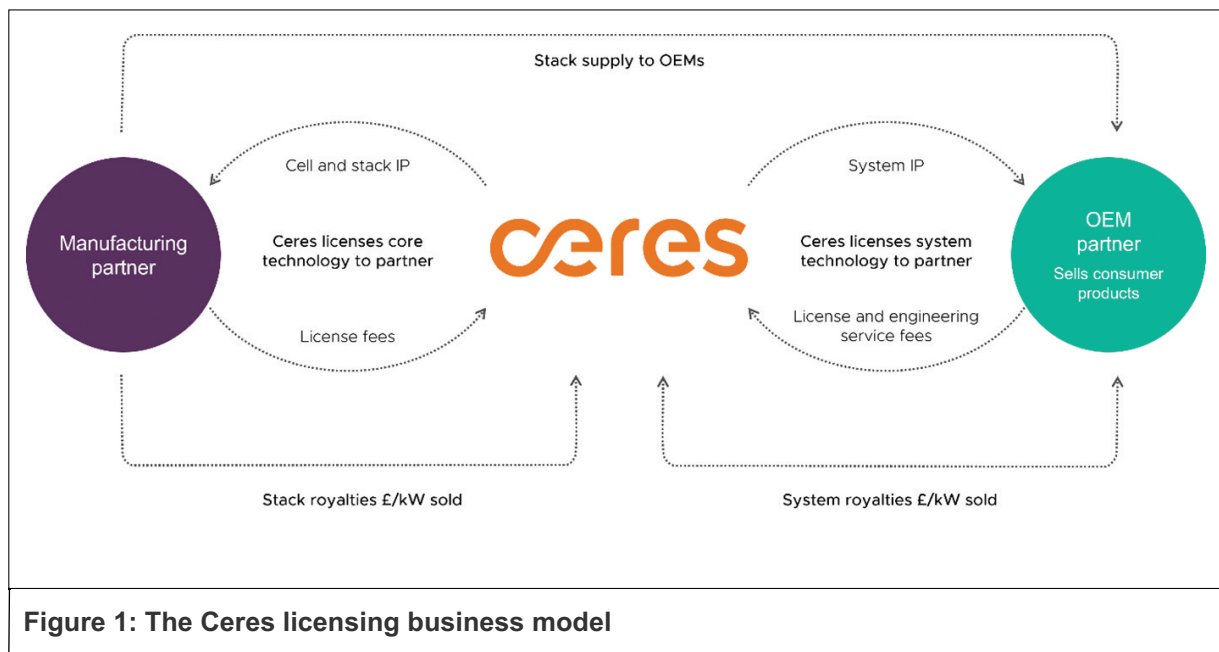 Stack supply to OEMs
Cell and stack IP
System IP
Manufacturing
partner
Ceres licenses core
technology to partner
ceres
Ceres licenses system
technology to partner
OEM
partner
Sells consumer
products
License fees
License and engineering
service fees
Stack royalties £/kW sold
System royalties £/kW sold
Figure 1: The Ceres licensing business model